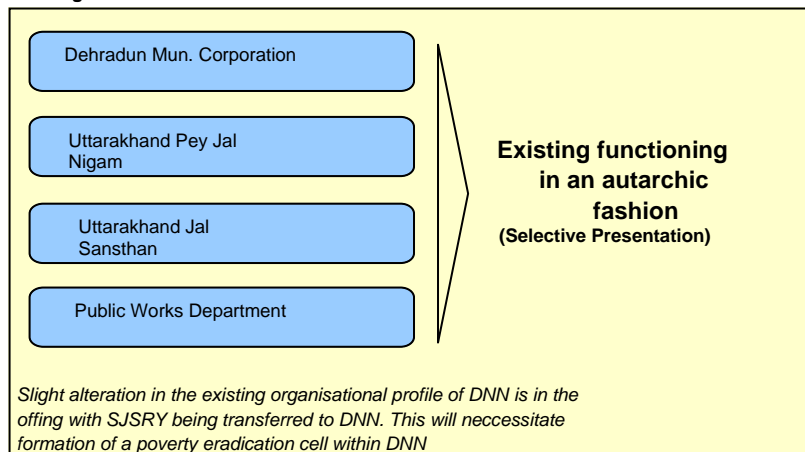 Dehradun Mun. Corporation
Uttarakhand Pey Jal
Nigam
Uttarakhand Jal
Sansthan
Public Works Department
Existing functioning
in an autarchic
fashion
(Selective Presentation)
Slight alteration in the existing organisational profile of DNN is in the
offing with SJSRY being transferred to DNN. This will neccessitate
formation of a poverty eradication cell within DNN